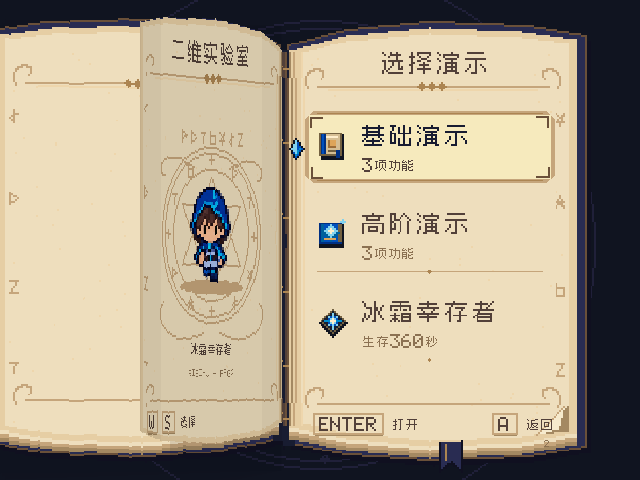 二维实验室
冰霜幸存者
W S 选择
选择演示
基础演示
3项功能
高阶演示
3项功能
冰霜幸存者
生存360秒
ENTER 打开
A 返回
2